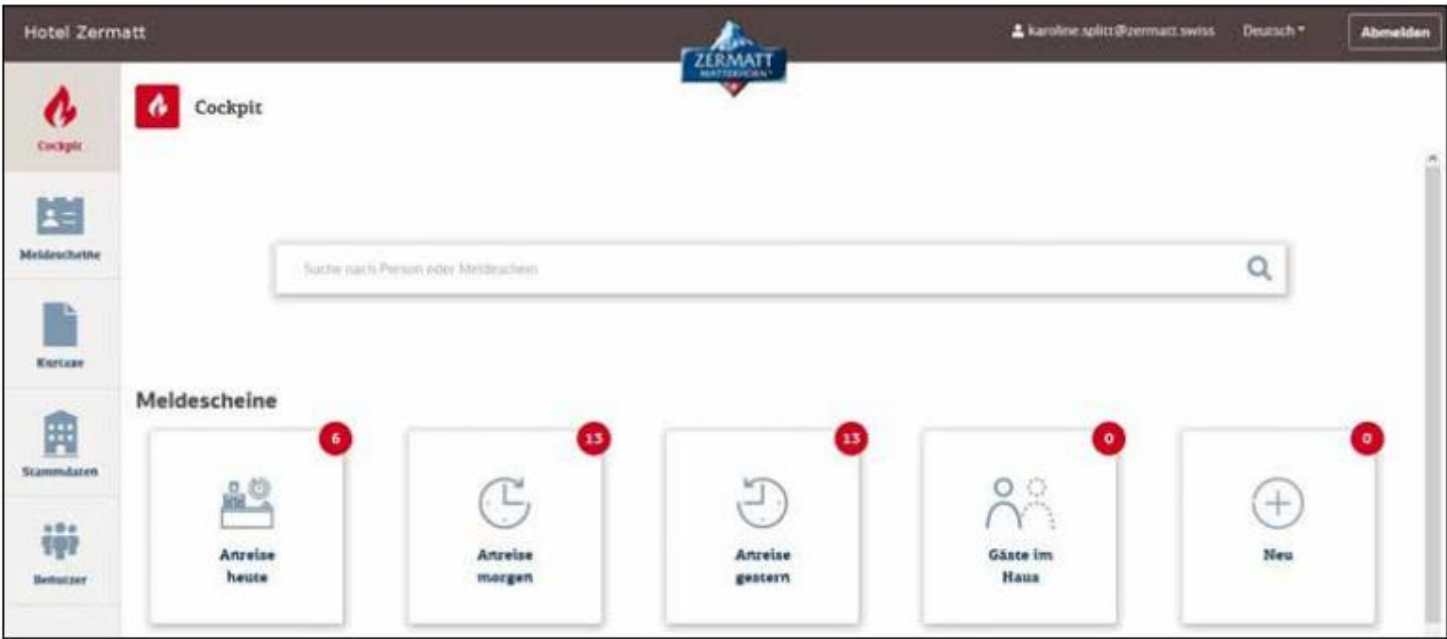 Hotel Zermatt
ZERMATT
MATTERHORN
karoline.splitt@zermatt.swiss
Deutsch
Abmelden
Cockpit
Cockpit
Meldescheine
Suche nach Person oder Meldeschein
Kurtaxe
Meldescheine
Stammdaten
Benutzer
6
Anreise
heute
13
Anreise
morgen
13
Anreise
gestern
0
Gäste im
Haus
0
Neu